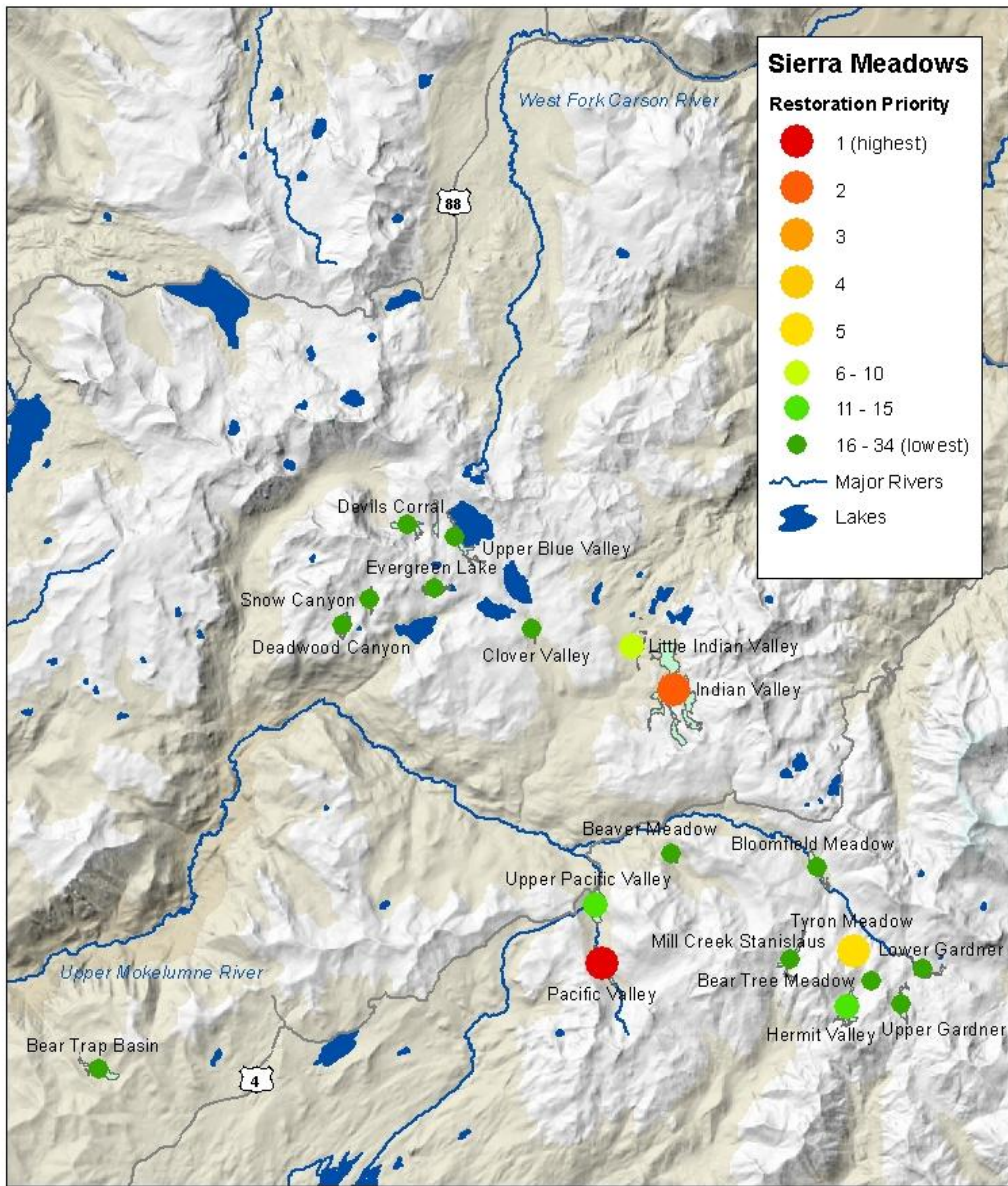 Sierra Meadows
Restoration Priority
1 (highest)
2
3
4
5
6 - 10
11 - 15
16 - 34 (lowest)
Major Rivers
Lakes
West Fork Carson River
88
Devils Corral
Upper Blue Valley
Evergreen Lake
Snow Canyon
Deadwood Canyon
Clover Valley
Little Indian Valley
Indian Valley
Beaver Meadow
Bloomfield Meadow
Upper Pacific Valley
Tyron Meadow
Mill Creek Stanislaus
Lower Gardner
Bear Tree Meadow
Upper Mokelumne River
Pacific Valley
Hermit Valley
Upper Gardner
Bear Trap Basin
4